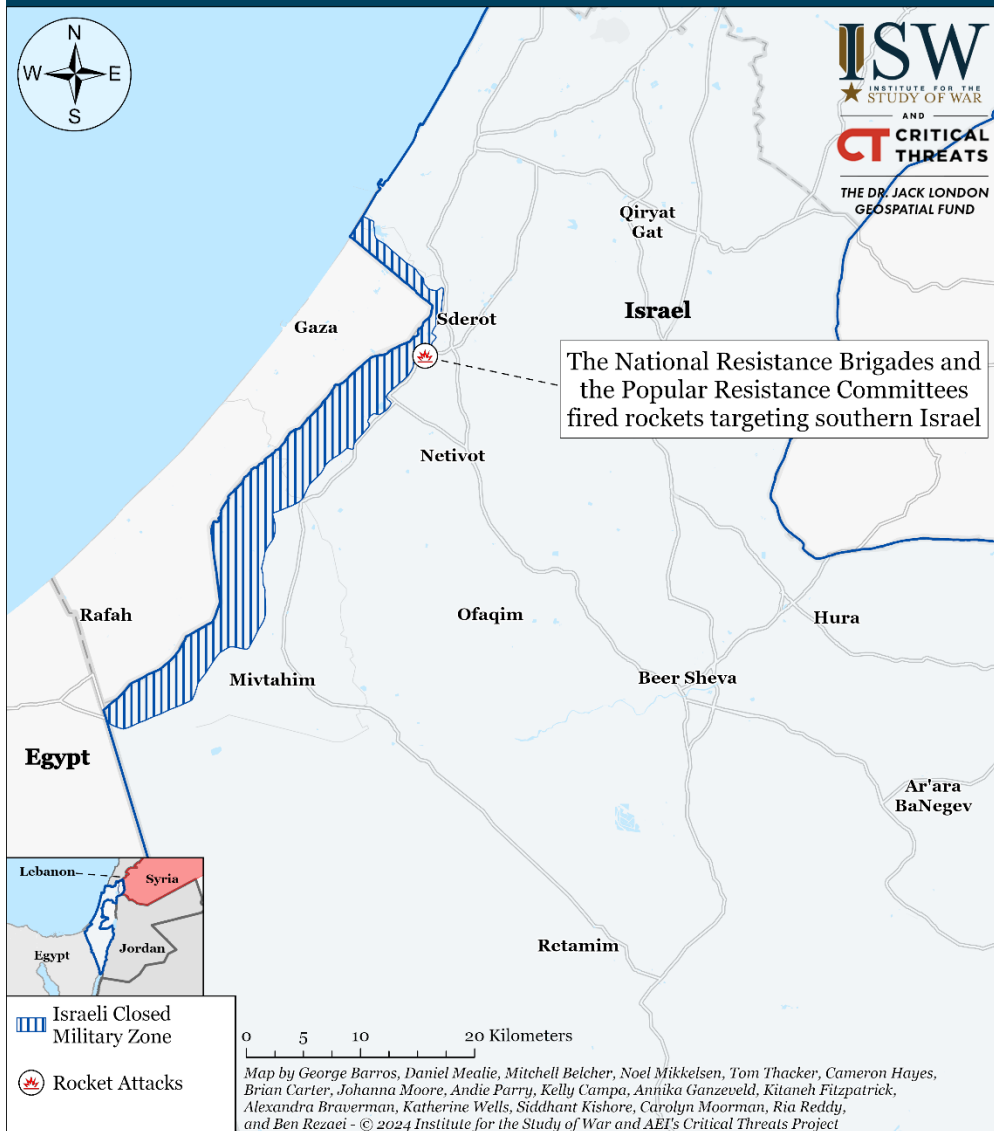 N
W
E
S
ISW
INSTITUTE FOR THE
STUDY OF WAR
AND
CT CRITICAL
THREATS
THE DR. JACK LONDON
GEOSPATIAL FUND
Qiryat
Gat
Gaza
Sderot
Israel
The National Resistance Brigades and
the Popular Resistance Committees
fired rockets targeting southern Israel
Netivot
Rafah
Ofaqim
Hura
Mivtahim
Beer Sheva
Egypt
Ar'ara
BaNegev
Lebanon
Syria
Egypt
Jordan
Retamim
Israeli Closed
Military Zone
Rocket Attacks
0 5 10 20 Kilometers
Map by George Barros, Daniel Mealie, Mitchell Belcher, Noel Mikkelsen, Tom Thacker, Cameron Hayes,
Brian Carter, Johanna Moore, Andie Parry, Kelly Campa, Annika Ganzeveld, Kitaneh Fitzpatrick,
Alexandra Braverman, Katherine Wells, Siddhant Kishore, Carolyn Moorman, Ria Reddy,
and Ben Rezaei - © 2024 Institute for the Study of War and AEI's Critical Threats Project